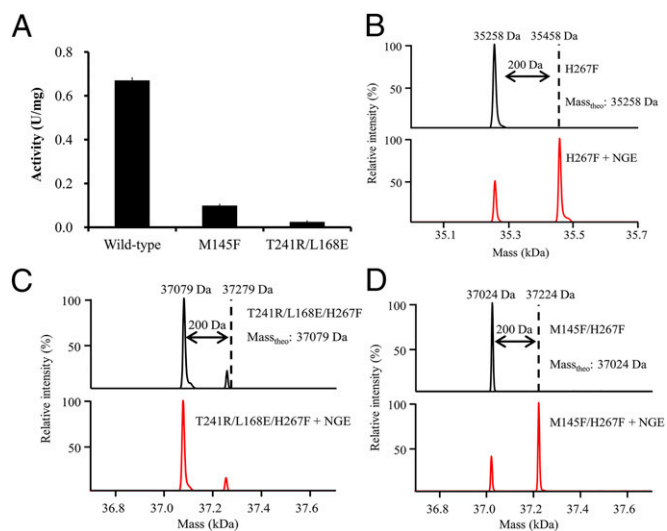 A
Activity (U/mg)
0.8
0.6
0.4
0.2
0.0
Wild-type M145F T241R/L168E
B
Relative intensity (%)
35258 Da 35458 Da
100
200 Da
H267F
50
Mass_theo: 35258 Da
100
H267F + NGE
50
35.1 35.3 35.5 35.7
Mass (kDa)
C
Relative intensity (%)
37079 Da 37279 Da
100
T241R/L168E/H267F
200 Da
Mass_theo: 37079 Da
50
100
T241R/L168E/H267F + NGE
50
36.8 37.0 37.2 37.4 37.6
Mass (kDa)
D
Relative intensity (%)
37024 Da 37224 Da
100
M145F/H267F
200 Da
Mass_theo: 37024 Da
50
100
M145F/H267F + NGE
50
36.8 37.0 37.2 37.4 37.6
Mass (kDa)